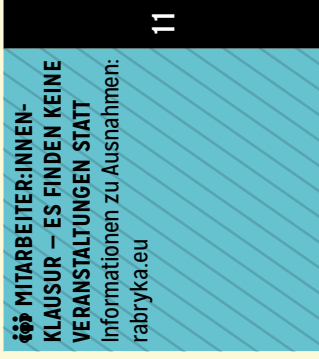 11
MITARBEITER:INNEN-
KLAUSUR – ES FINDEN KEINE
VERANSTALTUNGEN STATT
Informationen zu Ausnahmen:
rabryka.eu